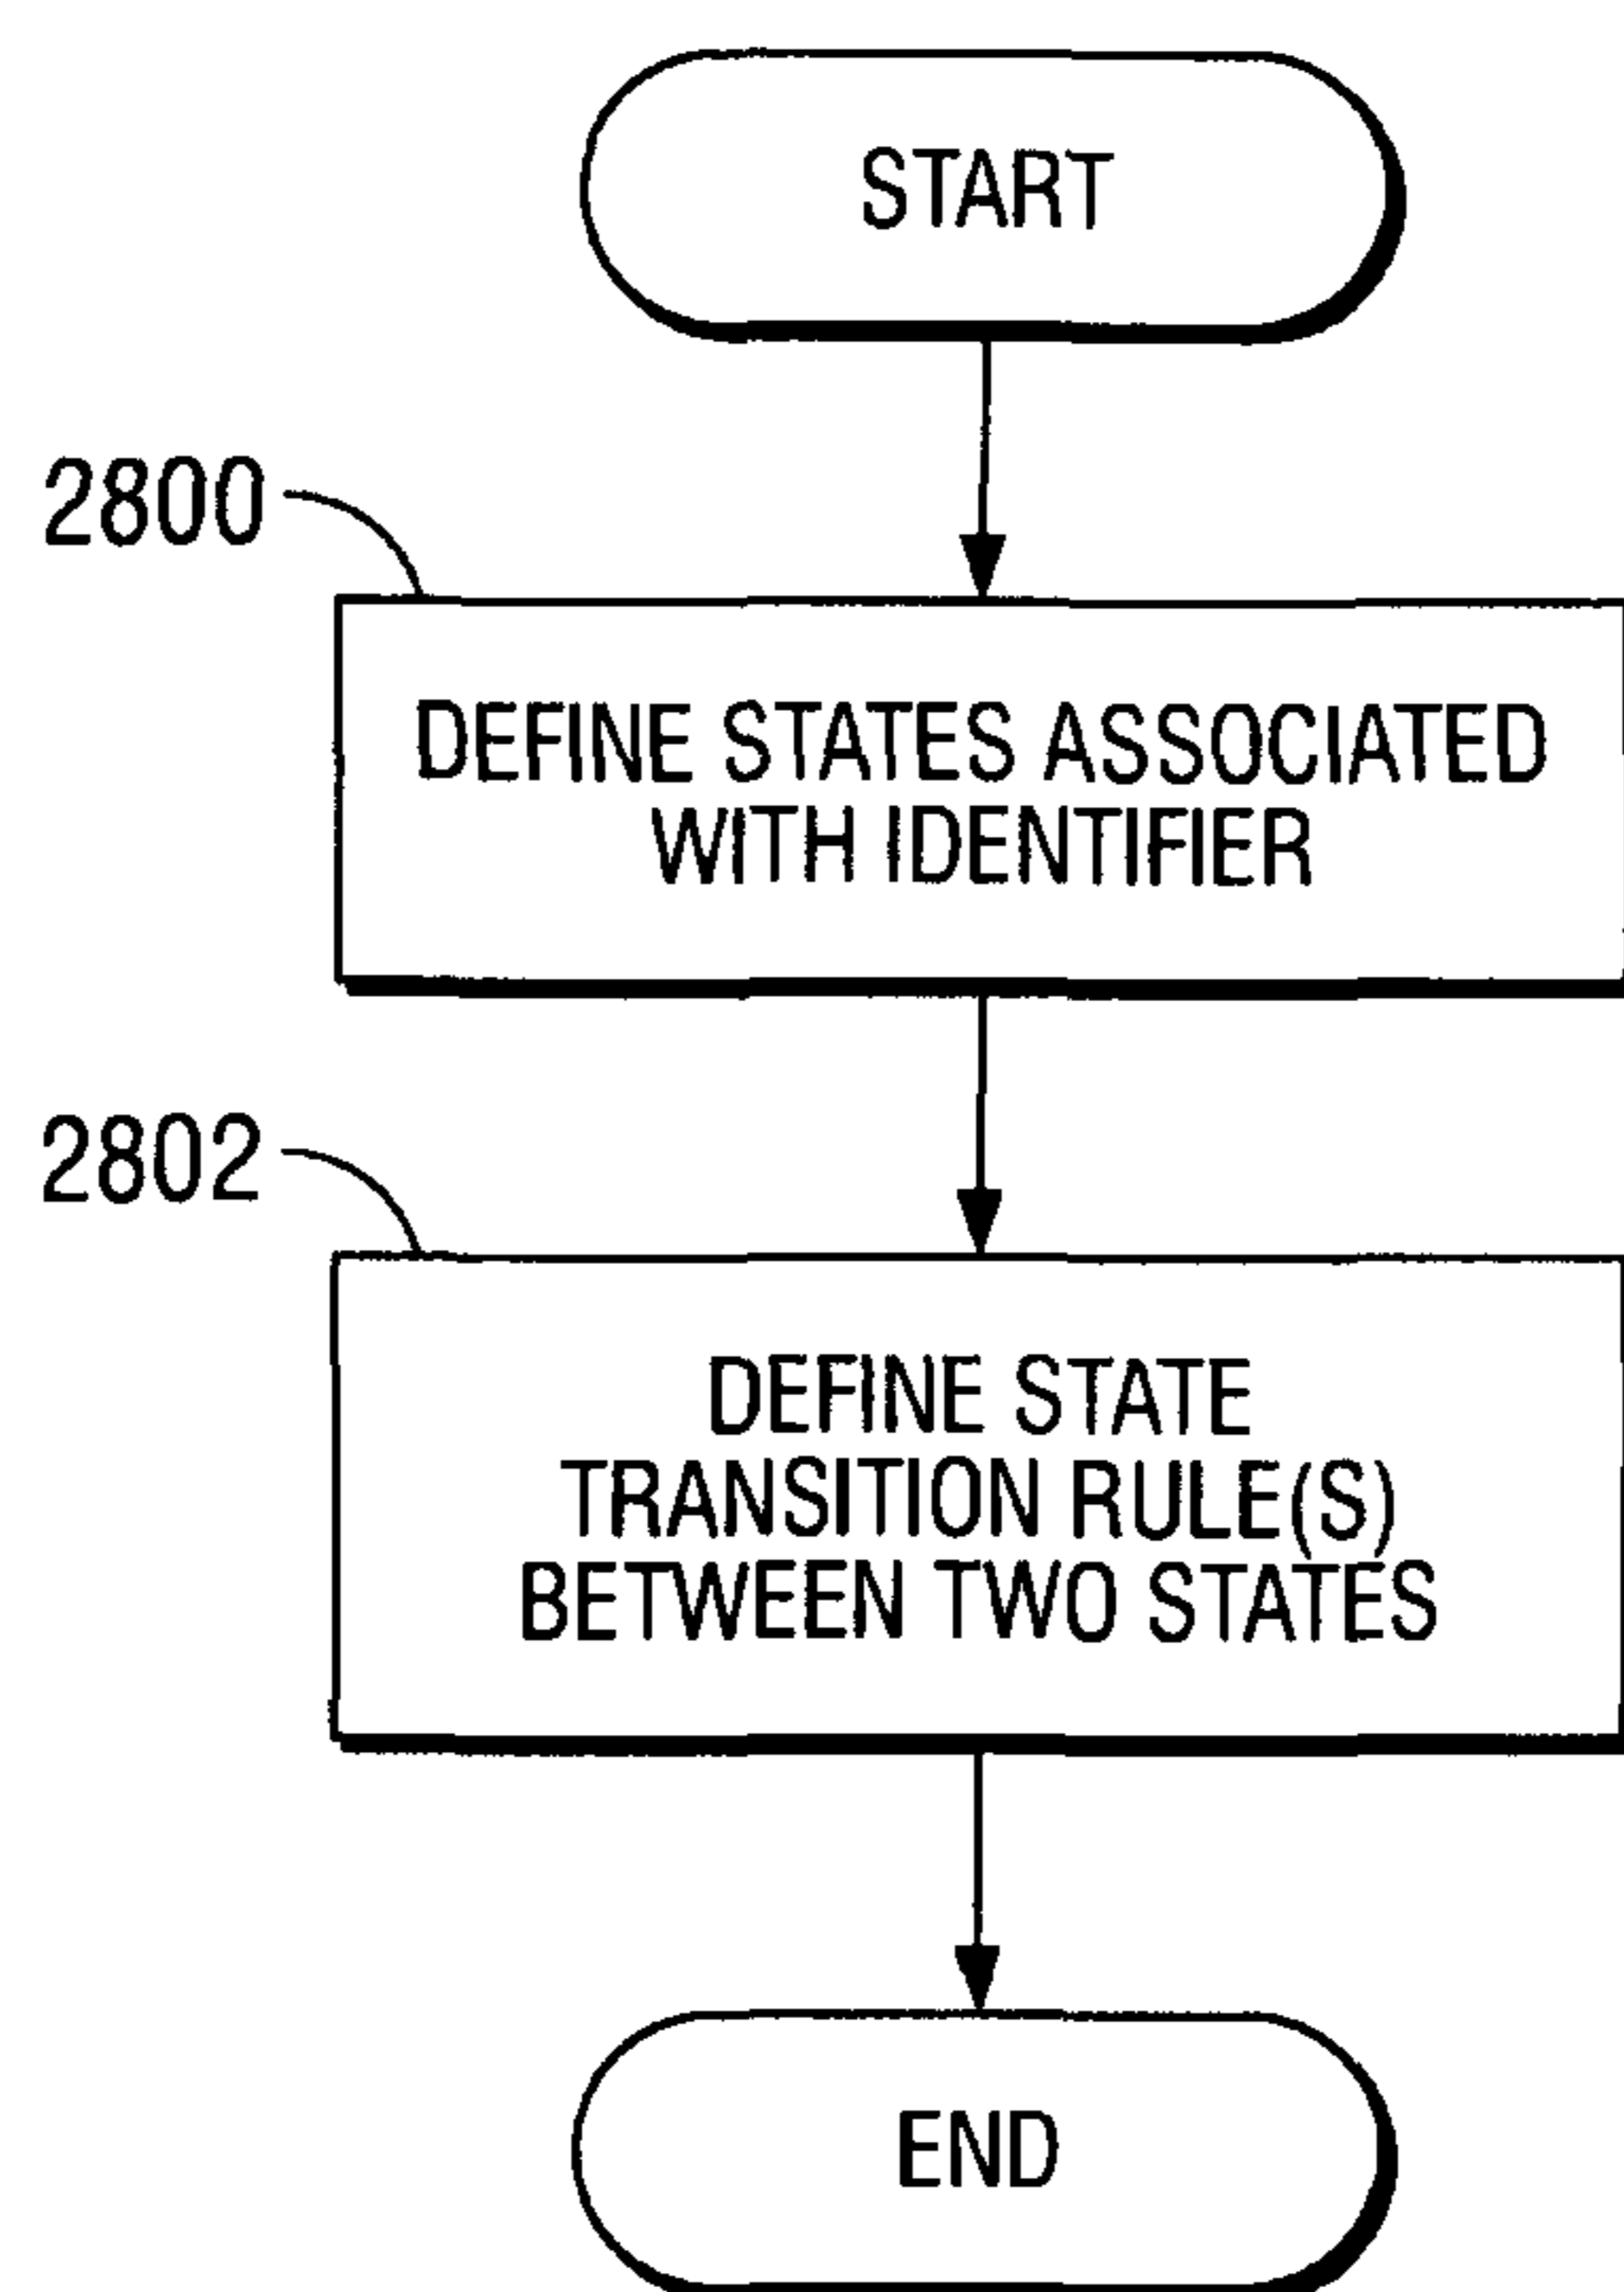 START
2800
DEFINE STATES ASSOCIATED
WITH IDENTIFIER
2802
DEFINE STATE
TRANSITION RULE(S)
BETWEEN TWO STATES
END